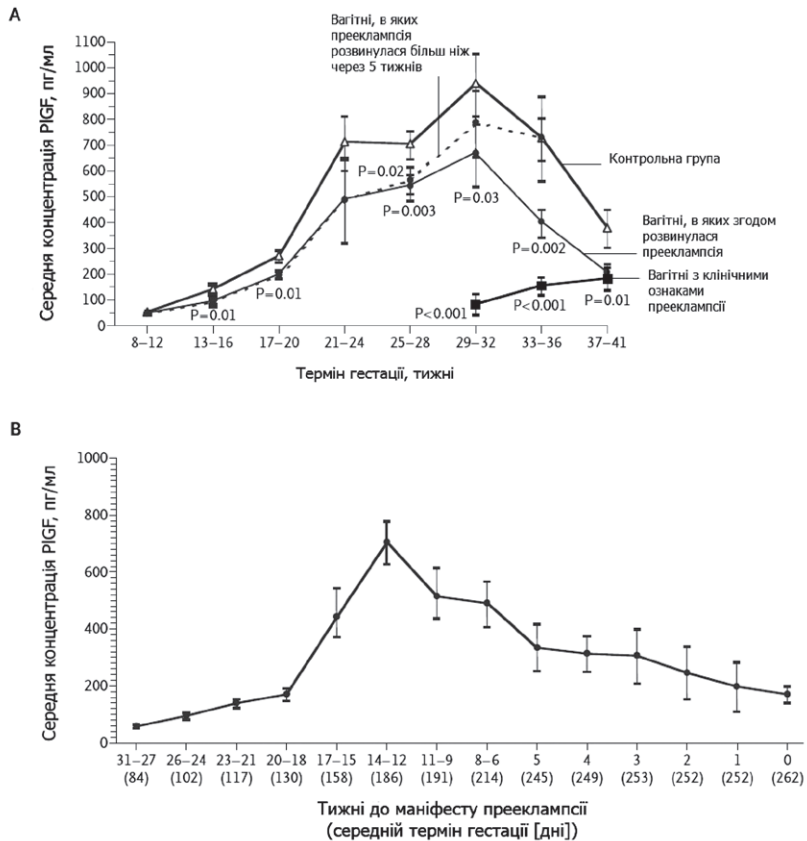 A
Вагітні, в яких
прееклампсія
розвинулася більш ніж
через 5 тижнів
Середня концентрація PlGF, пг/мл
1100
1000
900
800
700
600
500
400
300
200
100
0
P=0.01
P=0.01
P=0.02
P=0.003
P=0.03
P=0.002
P<0.001
P<0.001
P=0.01
Контрольна група
Вагітні, в яких згодом
розвинулася
прееклампсія
Вагітні з клінічними
ознаками
прееклампсії
8–12 13–16 17–20 21–24 25–28 29–32 33–36 37–41
Термін гестації, тижні
B
Середня концентрація PlGF, пг/мл
1000
800
600
400
200
0
31–27 26–24 23–21 20–18 17–15 14–12 11–9 8–6 5 4 3 2 1 0
(84) (102) (117) (130) (158) (186) (191) (214) (245) (249) (253) (252) (252) (262)
Тижні до маніфесту прееклампсії
(середній термін гестації [дні])